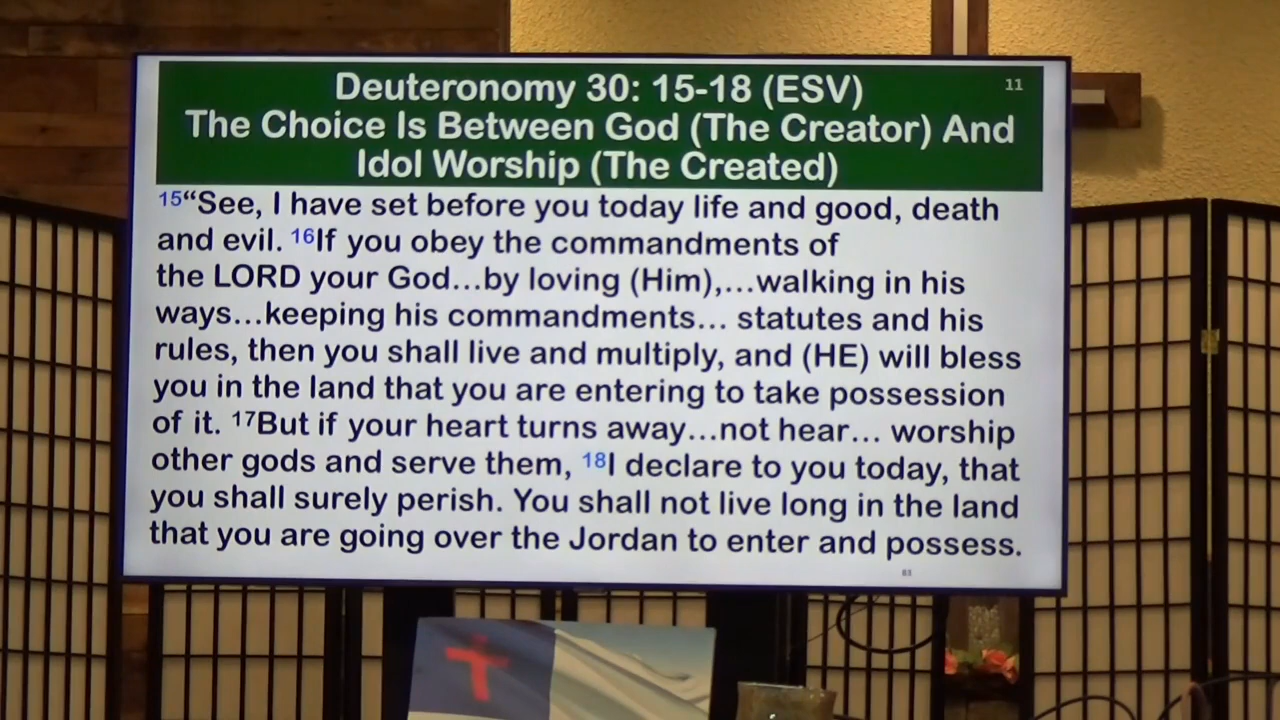 Deuteronomy 30: 15-18 (ESV)
11
The Choice Is Between God (The Creator) And
Idol Worship (The Created)
15“See, I have set before you today life and good, death
and evil. 16If you obey the commandments of
the LORD your God…by loving (Him),…walking in his
ways…keeping his commandments… statutes and his
rules, then you shall live and multiply, and (HE) will bless
you in the land that you are entering to take possession
of it. 17But if your heart turns away…not hear… worship
other gods and serve them, 18I declare to you today, that
you shall surely perish. You shall not live long in the land
that you are going over the Jordan to enter and possess.